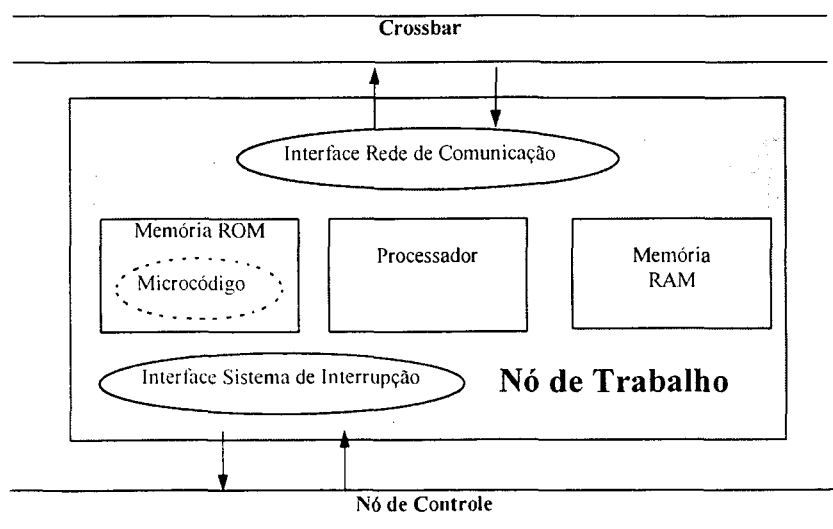 Crossbar
Interface Rede de Comunicação
Memória ROM
Microcódigo
Processador
Memória
RAM
Interface Sistema de Interrupção
Nó de Trabalho
Nó de Controle